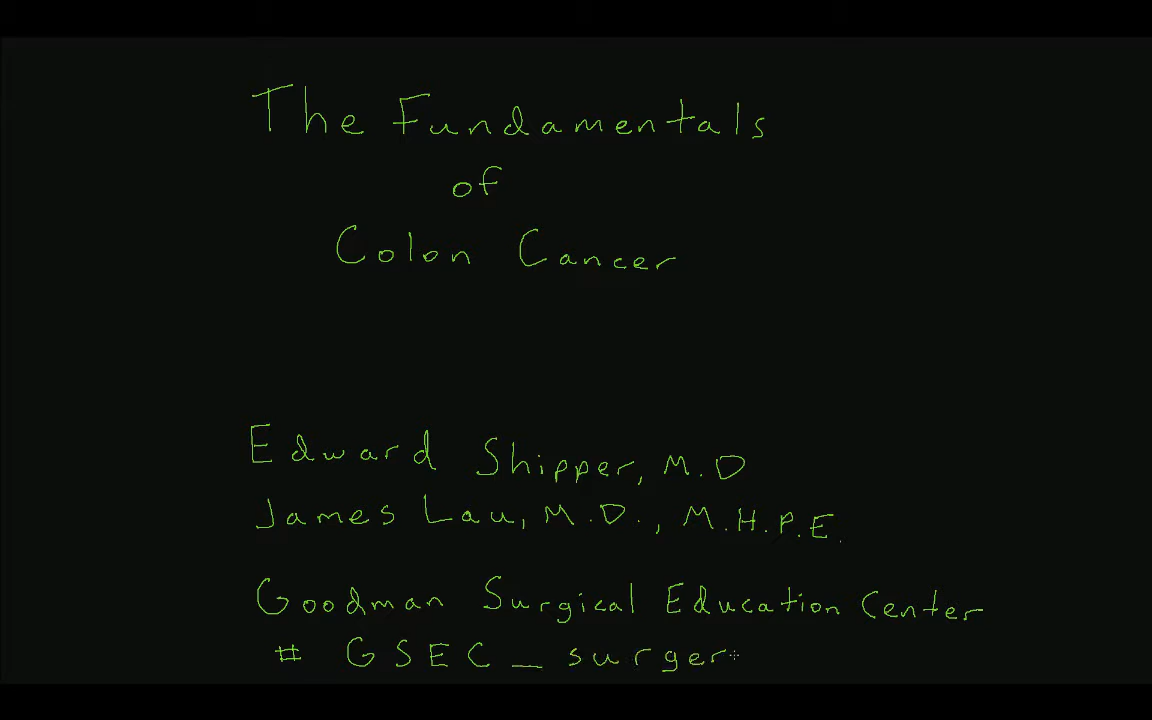 The Fundamentals
of
Colon Cancer
Edward Shipper, M.D
James Lau, M.D., M.H.P.E.
Goodman Surgical Education Center
# GSEC_surger